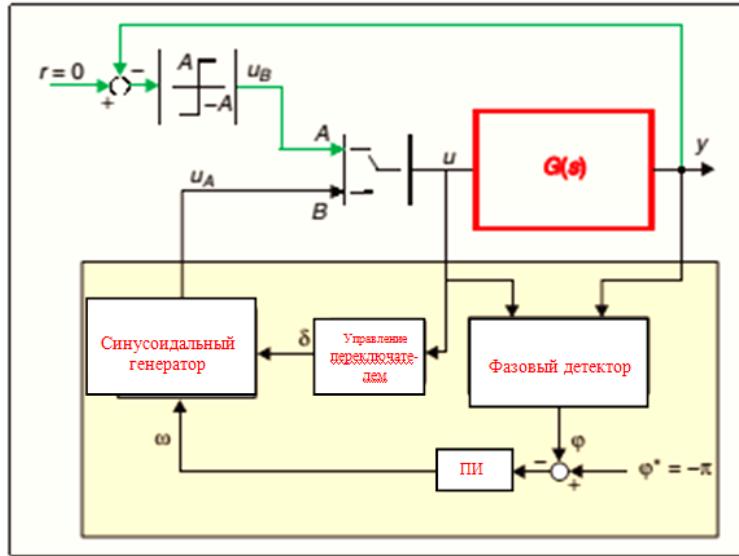 r = 0
+
−
A
−A
u_B
A
B
u_A
u
G(s)
y
Синусоидальный
генератор
δ
Управление
переключате-
лем
Фазовый детектор
ω
ПИ
φ
−
+
φ* = −π